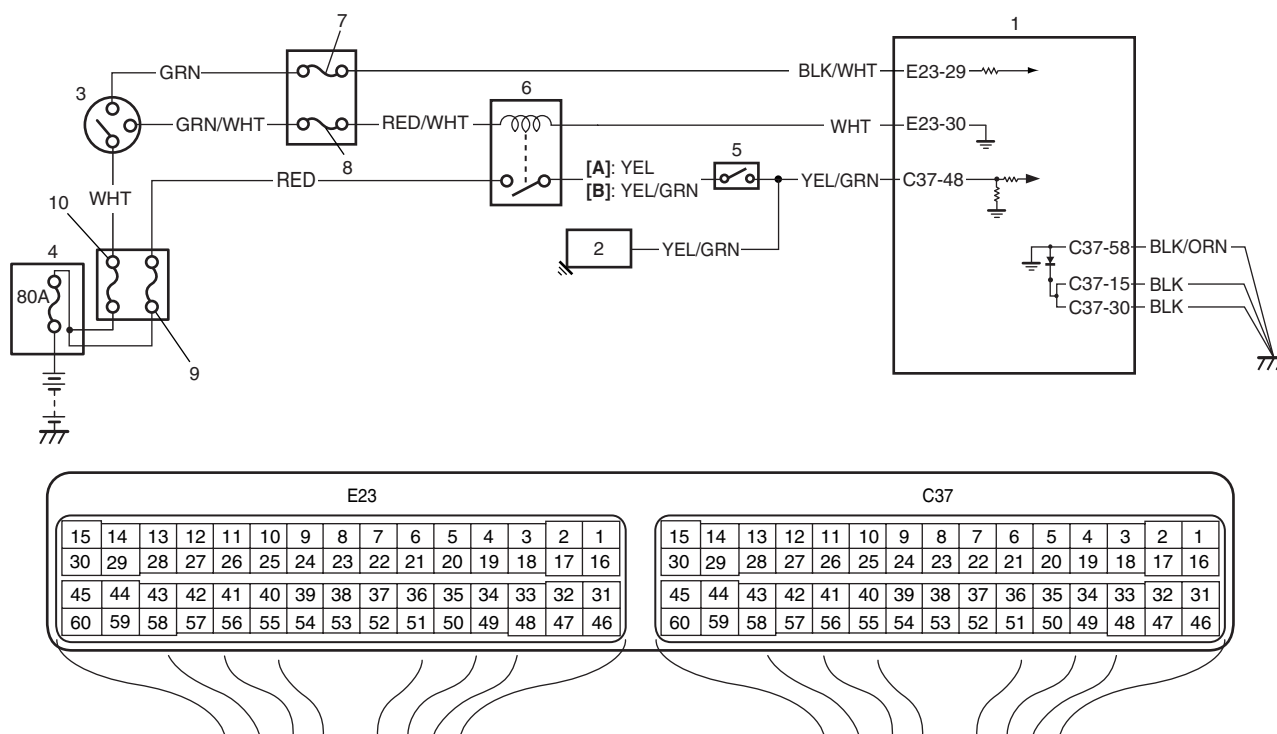 7
1
GRN
BLK/WHT
E23-29
3
6
GRN/WHT
RED/WHT
WHT
E23-30
8
[A]: YEL
5
RED
[B]: YEL/GRN
YEL/GRN
C37-48
WHT
10
4
2
YEL/GRN
C37-58
BLK/ORN
80A
C37-15
BLK
C37-30
BLK
9
E23
C37
15 14 13 12 11 10 9 8 7 6 5 4 3 2 1
15 14 13 12 11 10 9 8 7 6 5 4 3 2 1
30 29 28 27 26 25 24 23 22 21 20 19 18 17 16
30 29 28 27 26 25 24 23 22 21 20 19 18 17 16
45 44 43 42 41 40 39 38 37 36 35 34 33 32 31
45 44 43 42 41 40 39 38 37 36 35 34 33 32 31
60 59 58 57 56 55 54 53 52 51 50 49 48 47 46
60 59 58 57 56 55 54 53 52 51 50 49 48 47 46